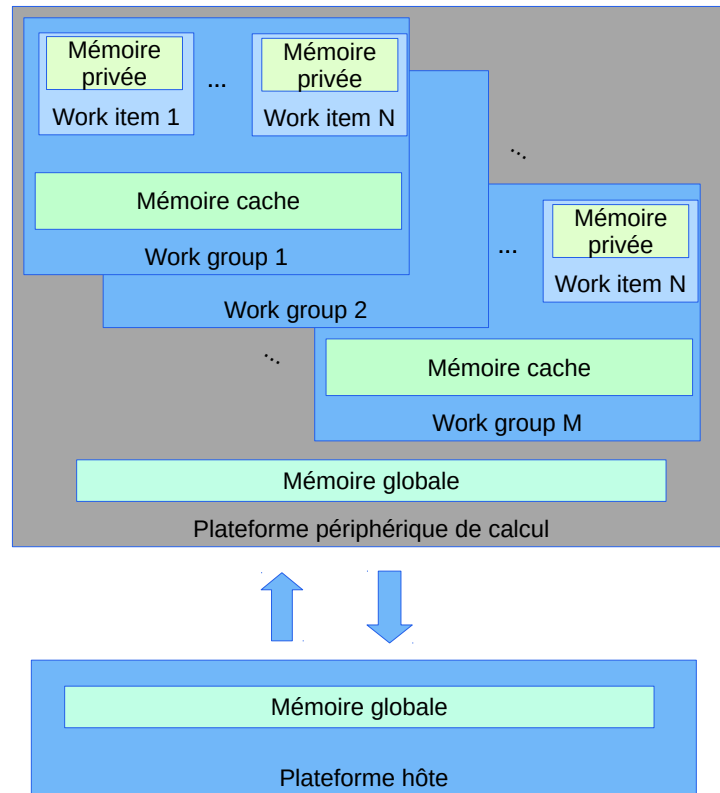 Mémoire
privée
Work item 1
...
Mémoire
privée
Work item N
Mémoire cache
Work group 1
Work group 2
...
...
Mémoire
privée
Work item N
...
Mémoire cache
Work group M
Mémoire globale
Plateforme périphérique de calcul
Mémoire globale
Plateforme hôte